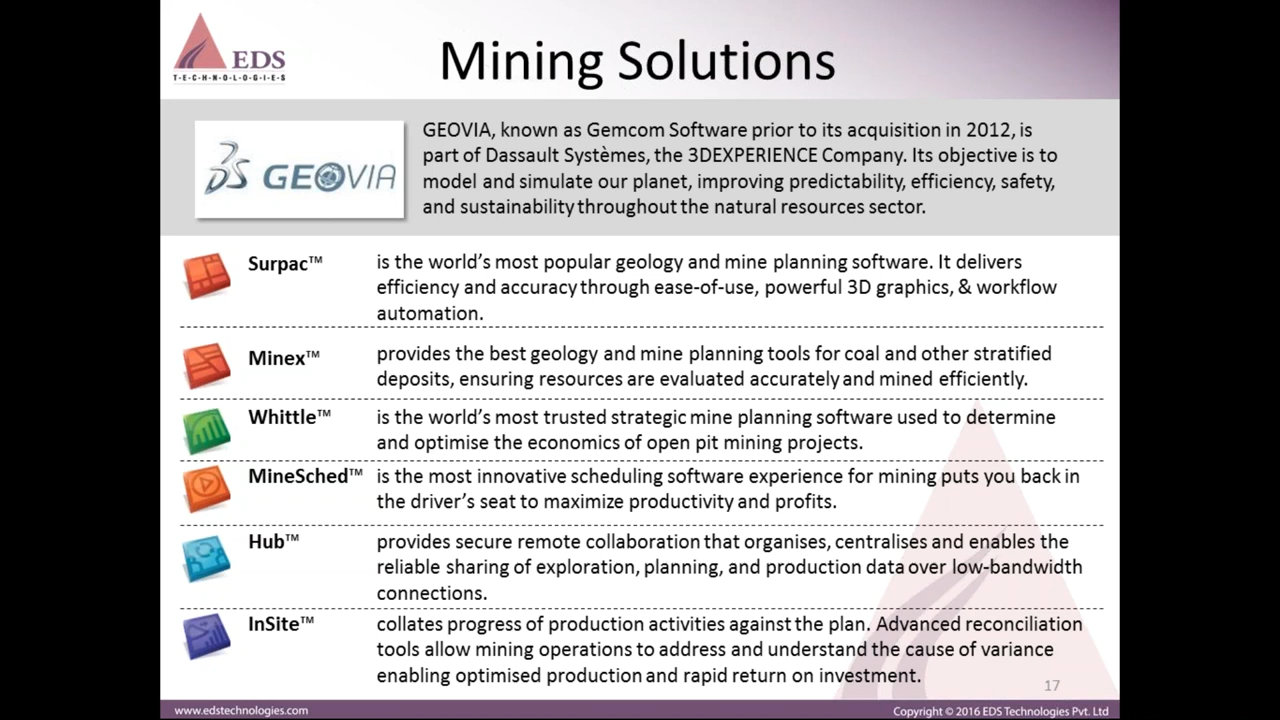 EDS
T·E·C·H·N·O·L·O·G·I·E·S
Mining Solutions
3DS GEOVIA
GEOVIA, known as Gemcom Software prior to its acquisition in 2012, is
part of Dassault Systèmes, the 3DEXPERIENCE Company. Its objective is to
model and simulate our planet, improving predictability, efficiency, safety,
and sustainability throughout the natural resources sector.
Surpac™
is the world's most popular geology and mine planning software. It delivers
efficiency and accuracy through ease-of-use, powerful 3D graphics, & workflow
automation.
Minex™
provides the best geology and mine planning tools for coal and other stratified
deposits, ensuring resources are evaluated accurately and mined efficiently.
Whittle™
is the world's most trusted strategic mine planning software used to determine
and optimise the economics of open pit mining projects.
MineSched™
is the most innovative scheduling software experience for mining puts you back in
the driver's seat to maximize productivity and profits.
Hub™
provides secure remote collaboration that organises, centralises and enables the
reliable sharing of exploration, planning, and production data over low-bandwidth
connections.
InSite™
collates progress of production activities against the plan. Advanced reconciliation
tools allow mining operations to address and understand the cause of variance
enabling optimised production and rapid return on investment.
17
www.edstechnologies.com
Copyright © 2016 EDS Technologies Pvt. Ltd